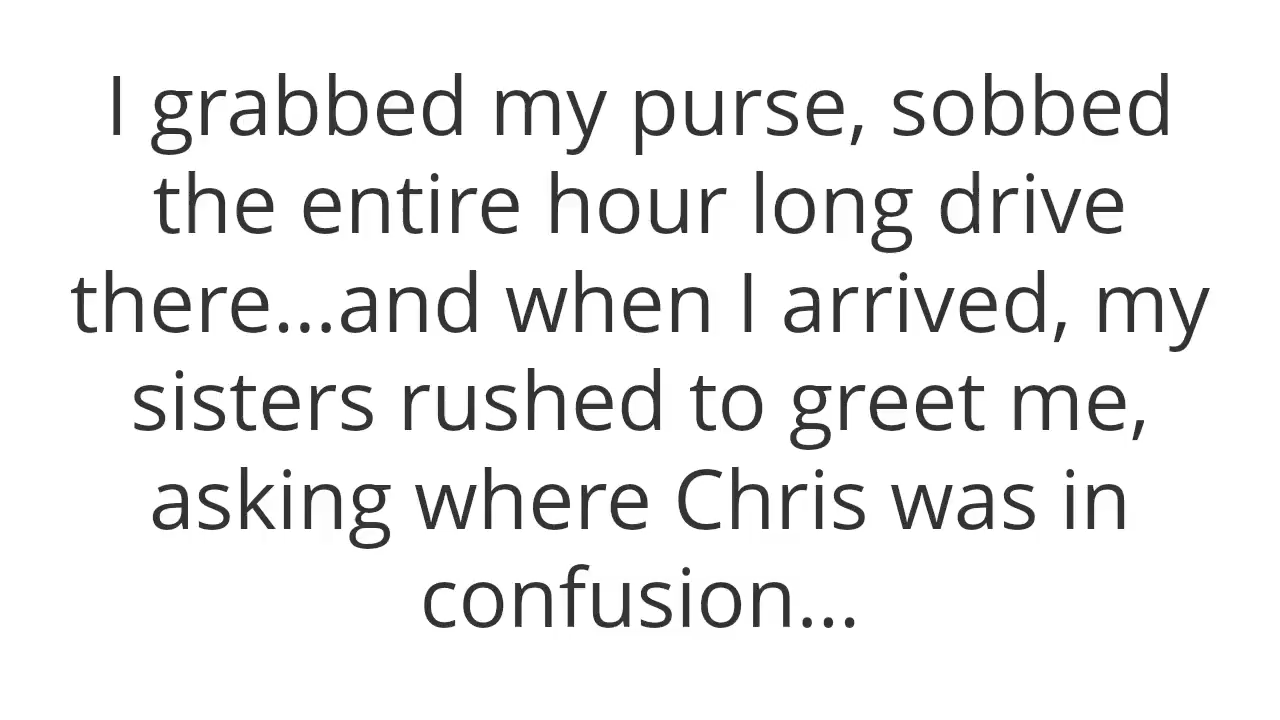 I grabbed my purse, sobbed
the entire hour long drive
there...and when I arrived, my
sisters rushed to greet me,
asking where Chris was in
confusion...